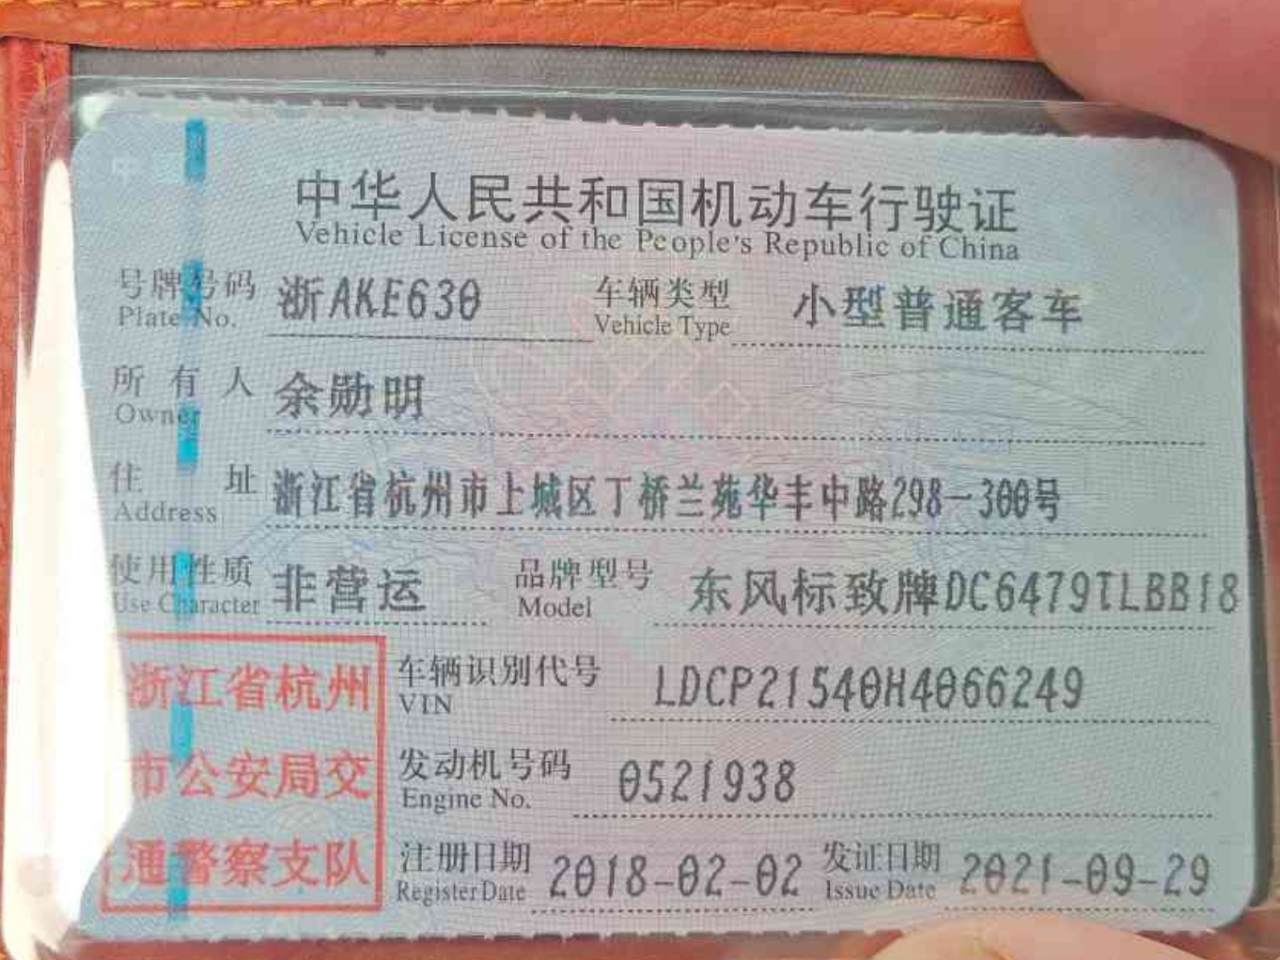 中华人民共和国机动车行驶证
Vehicle License of the People's Republic of China
号牌号码 浙AKE630 车辆类型 小型普通客车
Plate No. Vehicle Type
所有人 余勋明
Owner
住址 浙江省杭州市上城区丁桥兰苑华丰中路298-300号
Address
使用性质 非营运 品牌型号 东风标致牌DC6479TLBB18
Use Character Model
浙江省杭州
市公安局交
通警察支队
车辆识别代号 LDCP21540H4066249
VIN
发动机号码 0521938
Engine No.
注册日期 2018-02-02 发证日期 2021-09-29
Register Date Issue Date